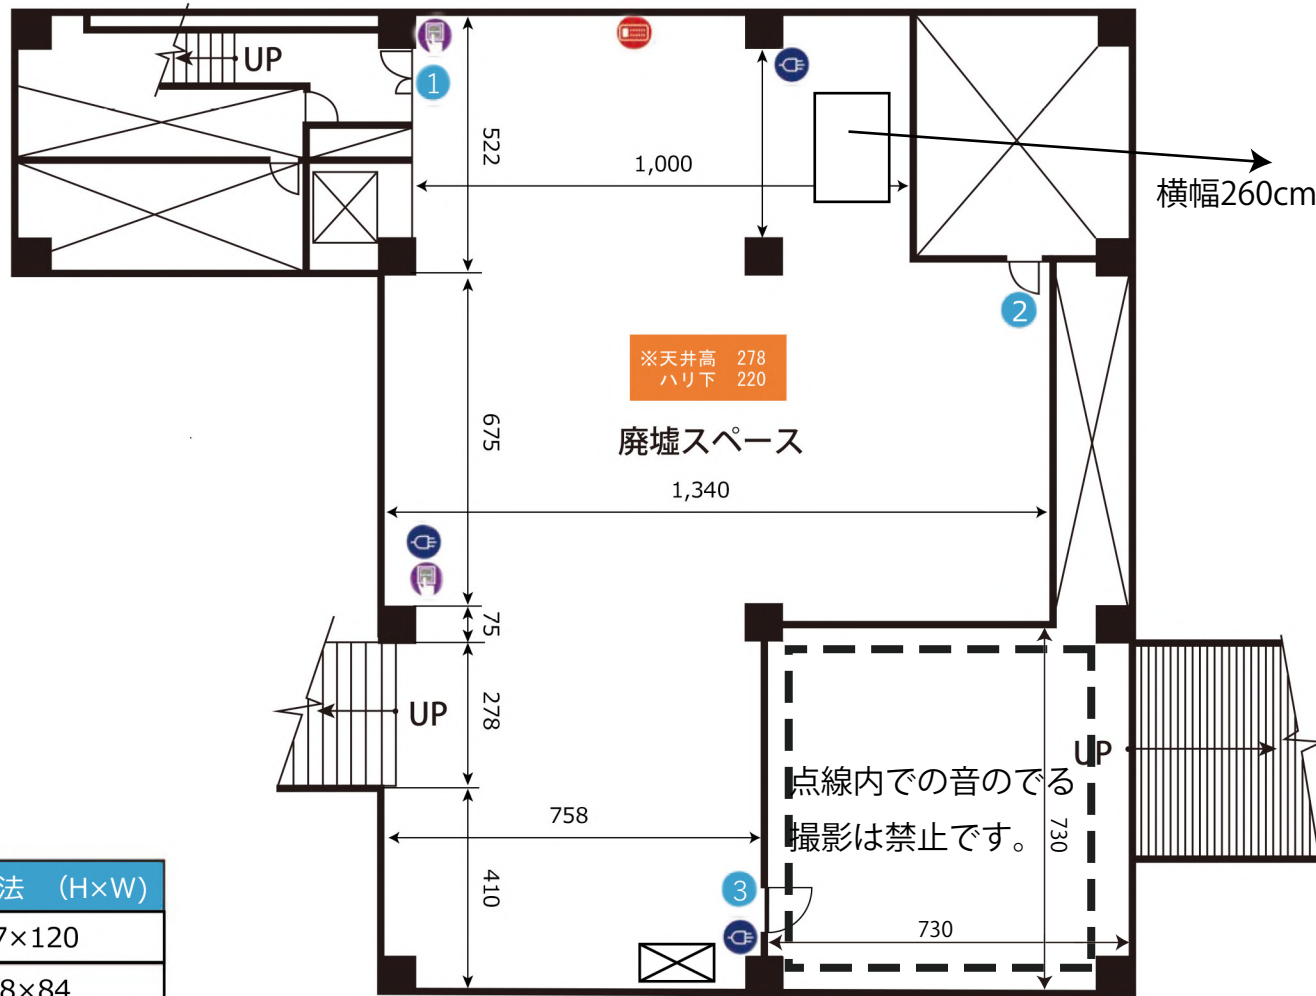 UP
1
522
1,000
横幅260cm
2
※天井高 278
ハリ下 220
675
廃墟スペース
1,340
75
278
UP
UP
点線内での音のでる
撮影は禁止です。
730
758
410
3
730
法 (H×W)
7×120
8×84